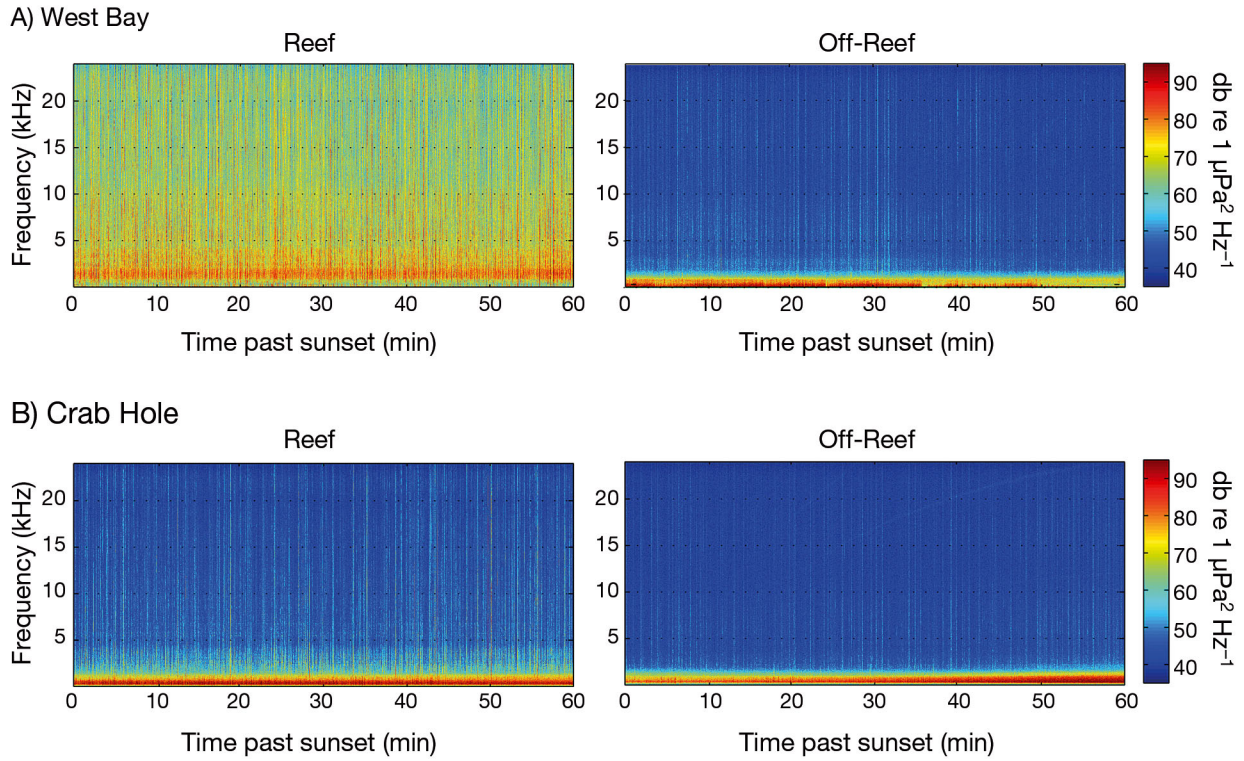 A) West Bay
Reef
Off-Reef
Frequency (kHz)
20
15
10
5
0 10 20 30 40 50 60
Time past sunset (min)
20
15
10
5
0 10 20 30 40 50 60
Time past sunset (min)
90
80
70
60
50
40
db re 1 µPa² Hz⁻¹
B) Crab Hole
Reef
Off-Reef
Frequency (kHz)
20
15
10
5
0 10 20 30 40 50 60
Time past sunset (min)
20
15
10
5
0 10 20 30 40 50 60
Time past sunset (min)
90
80
70
60
50
40
db re 1 µPa² Hz⁻¹